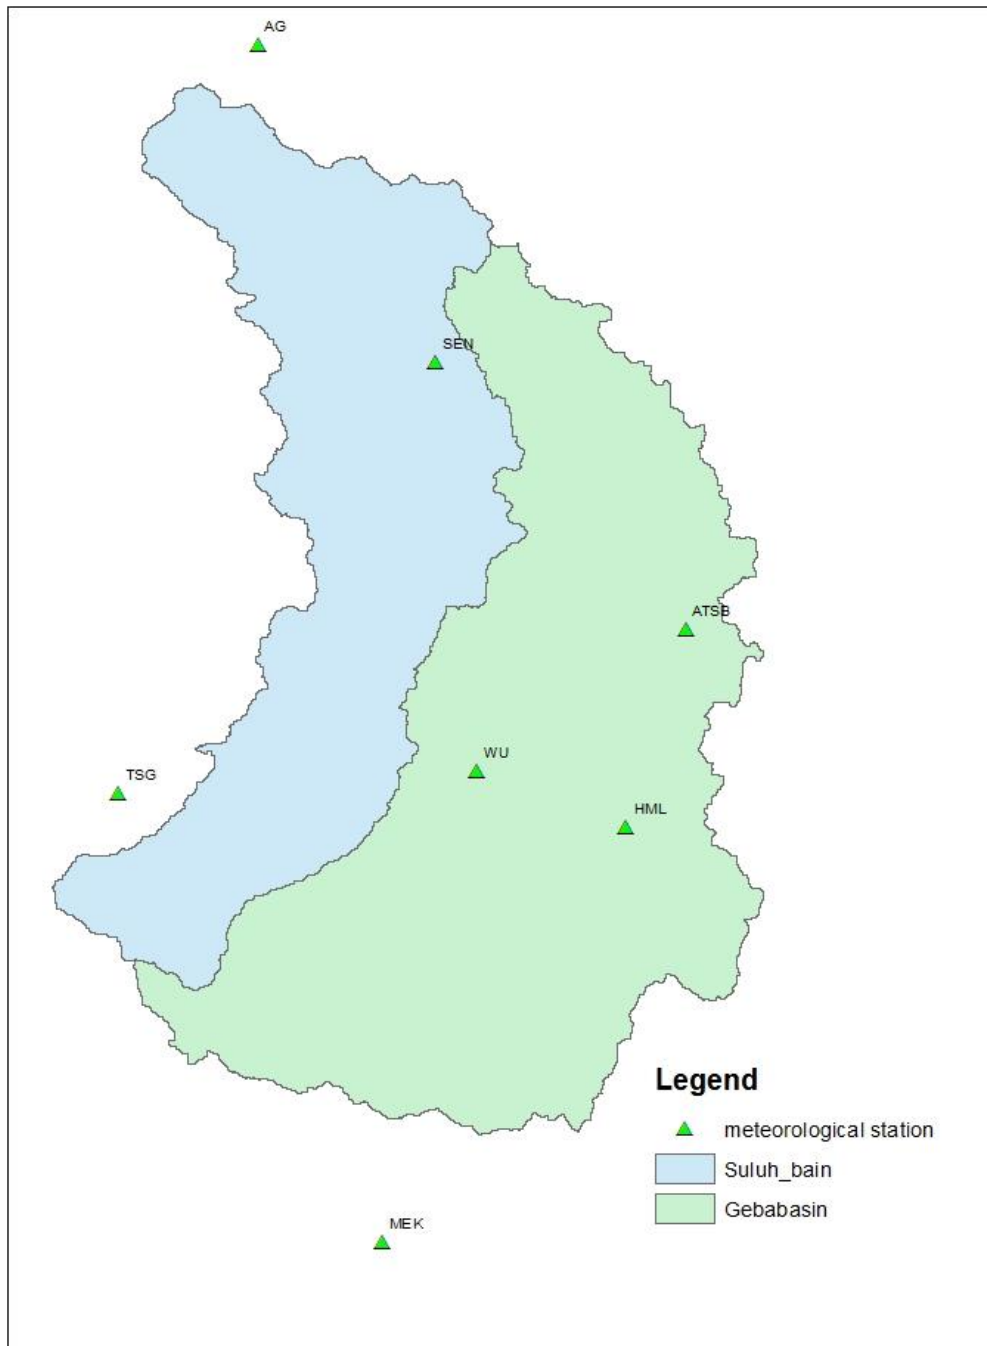 AG
SEN
ATSB
WU
TSG
HML
Legend
meteorological station
Suluh_bain
Gebabasin
MEK